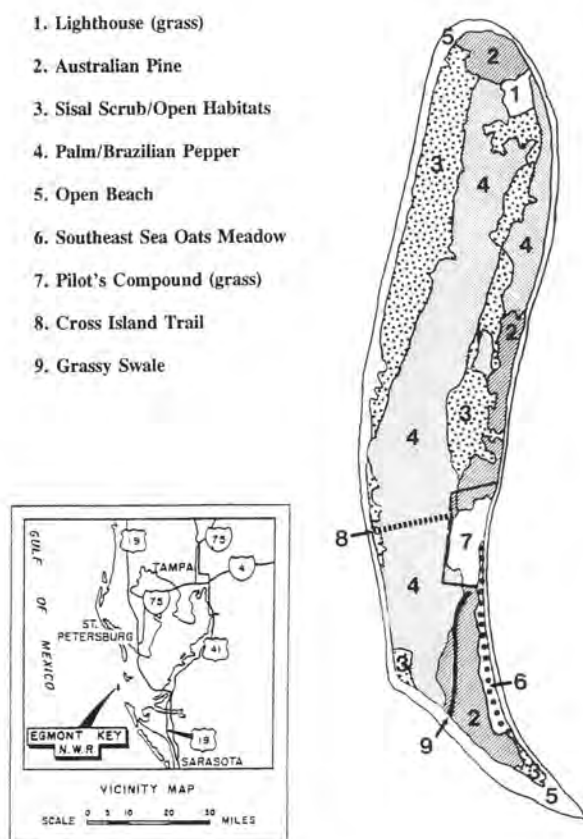 1. Lighthouse (grass)
2. Australian Pine
3. Sisal Scrub/Open Habitats
4. Palm/Brazilian Pepper
5. Open Beach
6. Southeast Sea Oats Meadow
7. Pilot's Compound (grass)
8. Cross Island Trail
9. Grassy Swale
5
2
1
3
4
4
2
3
4
8
7
4
3
6
2
9
5
GULF OF MEXICO
19
75
TAMPA
4
75
ST. PETERSBURG
41
EGMONT KEY
N.W.R
19
SARASOTA
VICINITY MAP
SCALE 0 5 10 20 30 MILES